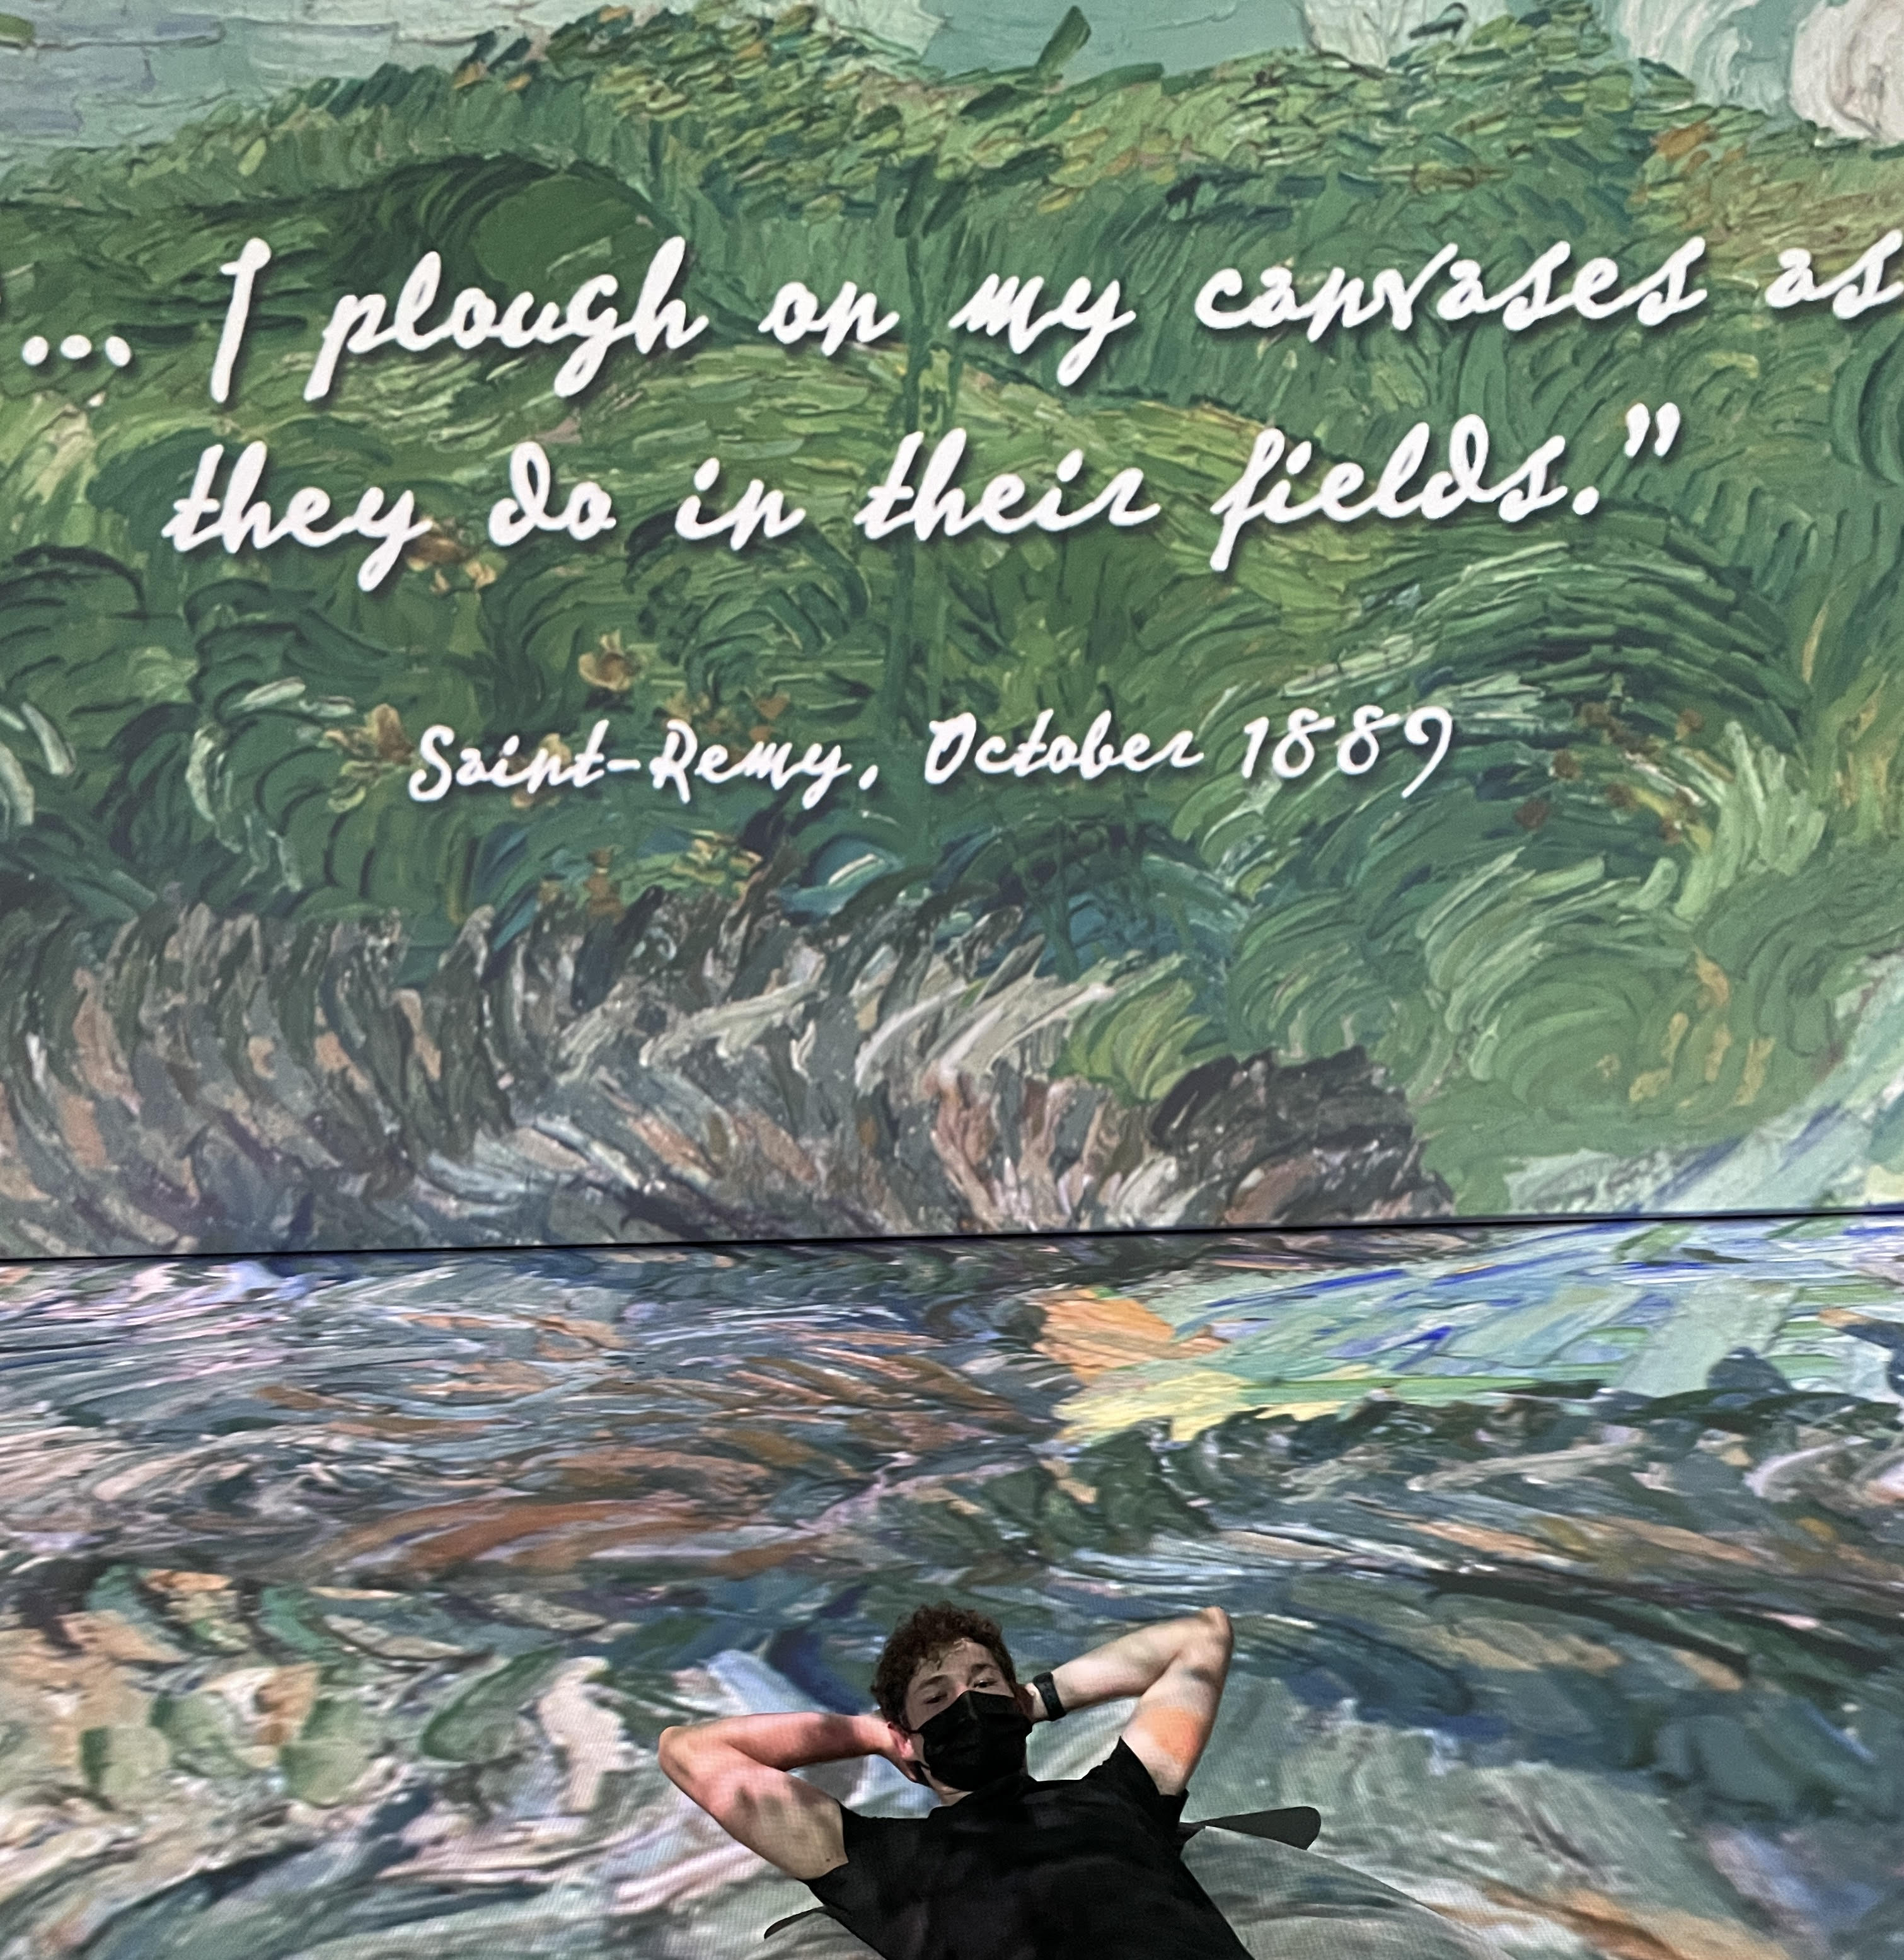 ... I plough on my canvases as
they do in their fields.”
Saint-Remy, October 1889